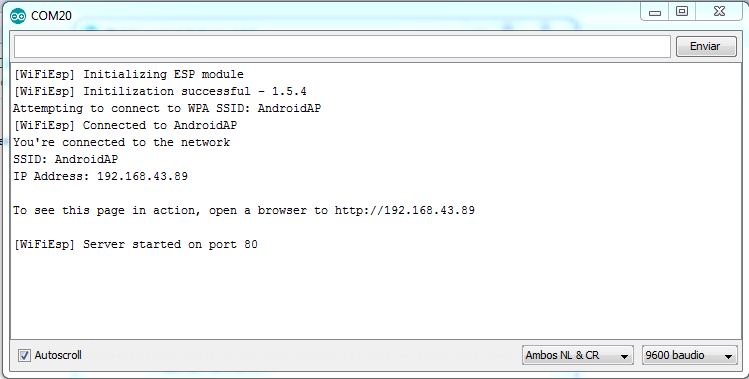 COM20
Enviar
[WiFiEsp] Initializing ESP module
[WiFiEsp] Initilization successful - 1.5.4
Attempting to connect to WPA SSID: AndroidAP
[WiFiEsp] Connected to AndroidAP
You're connected to the network
SSID: AndroidAP
IP Address: 192.168.43.89
To see this page in action, open a browser to http://192.168.43.89
[WiFiEsp] Server started on port 80
Autoscroll
Ambos NL & CR
9600 baudio